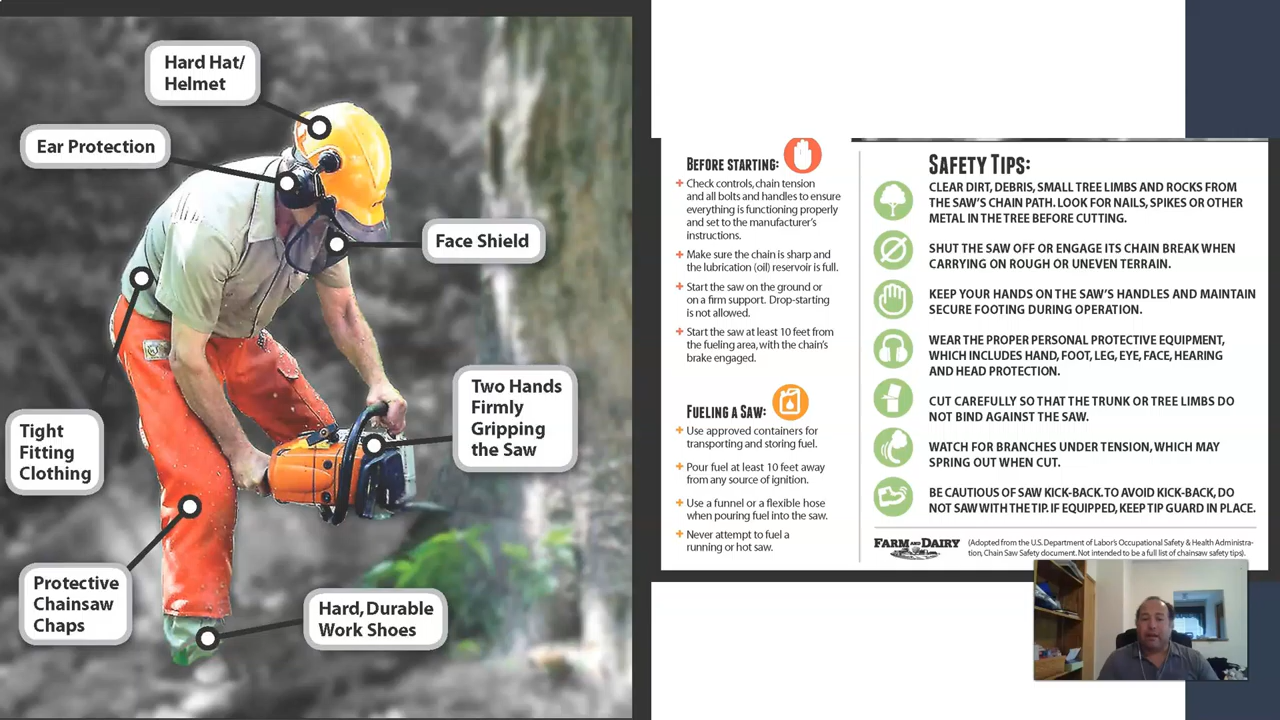 Hard Hat/
Helmet
Ear Protection
Face Shield
Two Hands
Firmly
Gripping
the Saw
Tight
Fitting
Clothing
Protective
Chainsaw
Chaps
Hard, Durable
Work Shoes
BEFORE STARTING:
Check controls, chain tension
and all bolts and handles to ensure
everything is functioning properly
and set to the manufacturer's
instructions.
Make sure the chain is sharp and
the lubrication (oil) reservoir is full.
Start the saw on the ground or
on a firm support. Drop-starting
is not allowed.
Start the saw at least 10 feet from
the fueling area, with the chain's
brake engaged.
FUELING A SAW:
Use approved containers for
transporting and storing fuel.
Pour fuel at least 10 feet away
from any source of ignition.
Use a funnel or a flexible hose
when pouring fuel into the saw.
Never attempt to fuel a
running or hot saw.
SAFETY TIPS:
CLEAR DIRT, DEBRIS, SMALL TREE LIMBS AND ROCKS FROM
THE SAW'S CHAIN PATH. LOOK FOR NAILS, SPIKES OR OTHER
METAL IN THE TREE BEFORE CUTTING.
SHUT THE SAW OFF OR ENGAGE ITS CHAIN BREAK WHEN
CARRYING ON ROUGH OR UNEVEN TERRAIN.
KEEP YOUR HANDS ON THE SAW'S HANDLES AND MAINTAIN
SECURE FOOTING DURING OPERATION.
WEAR THE PROPER PERSONAL PROTECTIVE EQUIPMENT,
WHICH INCLUDES HAND, FOOT, LEG, EYE, FACE, HEARING
AND HEAD PROTECTION.
CUT CAREFULLY SO THAT THE TRUNK OR TREE LIMBS DO
NOT BIND AGAINST THE SAW.
WATCH FOR BRANCHES UNDER TENSION, WHICH MAY
SPRING OUT WHEN CUT.
BE CAUTIOUS OF SAW KICK-BACK. TO AVOID KICK-BACK, DO
NOT SAW WITH THE TIP. IF EQUIPPED, KEEP TIP GUARD IN PLACE.
FARM AND DAIRY
(Adopted from the U.S. Department of Labor's Occupational Safety & Health Administra-
tion, Chain Saw Safety document. Not intended to be a full list of chainsaw safety tips).